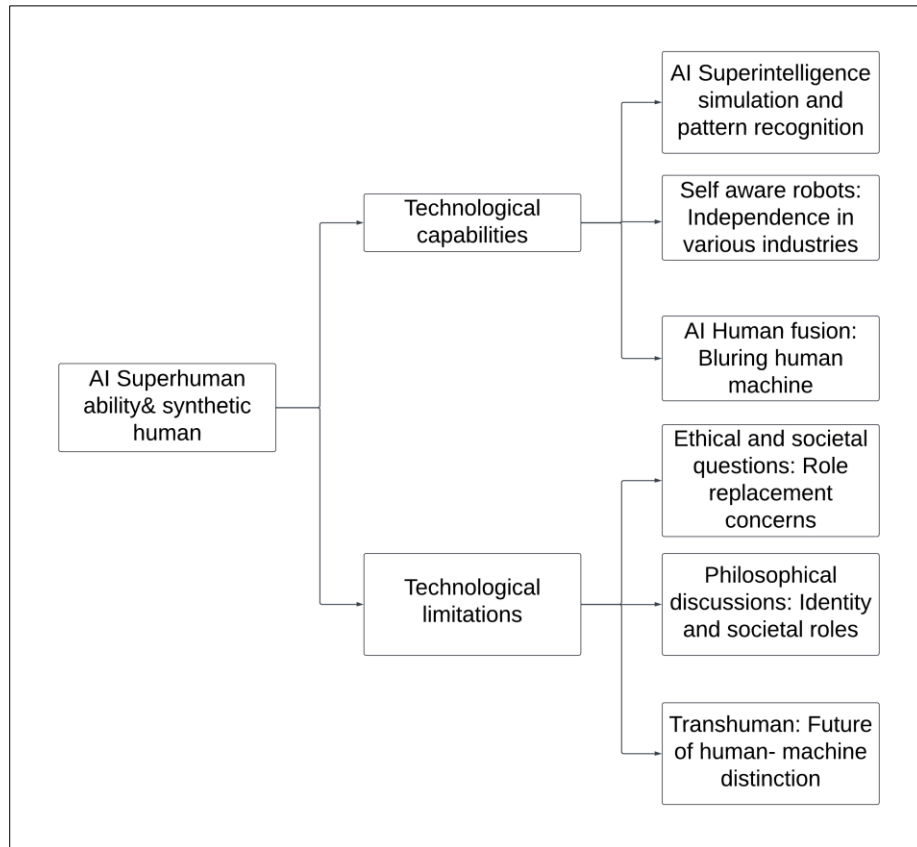 AI Superintelligence
simulation and
pattern recognition
Technological
capabilities
Self aware robots:
Independence in
various industries
AI Human fusion:
Bluring human
machine
AI Superhuman
ability& synthetic
human
Ethical and societal
questions: Role
replacement
concerns
Technological
limitations
Philosophical
discussions: Identity
and societal roles
Transhuman: Future
of human- machine
distinction